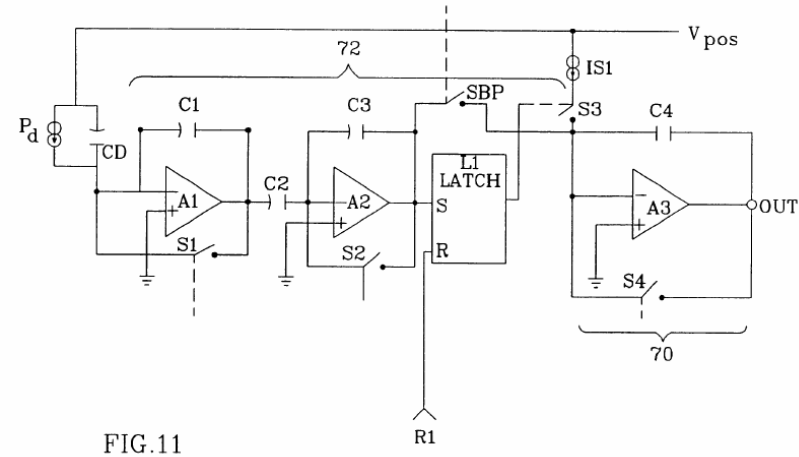 V pos
72
IS1
SBP
S3
C1
C3
C4
P d
CD
L1
LATCH
A1
C2
A2
S
A3
OUT
S1
S2
R
S4
70
R1
FIG.11
- + - + - +